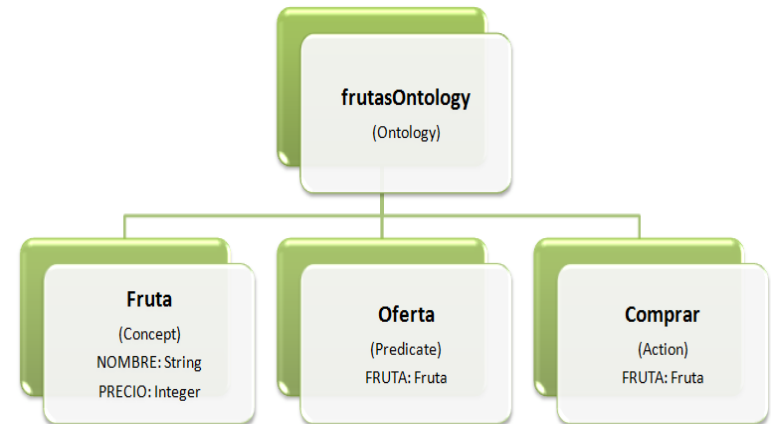 frutasOntology
(Ontology)
Fruta
(Concept)
NOMBRE: String
PRECIO: Integer
Oferta
(Predicate)
FRUTA: Fruta
Comprar
(Action)
FRUTA: Fruta